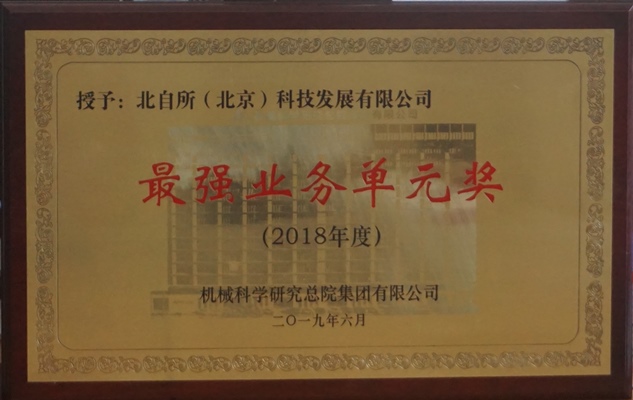 授予：北自所（北京）科技发展有限公司
最强业务单元奖
（2018年度）
机械科学研究总院集团有限公司
二〇一九年六月